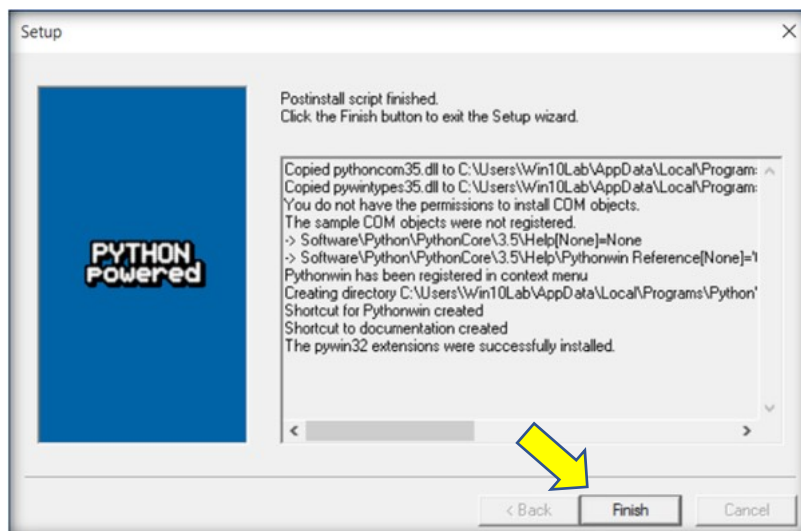 Setup
Postinstall script finished.
Click the Finish button to exit the Setup wizard.
PYTHON
powered
Copied pythoncom35.dll to C:\Users\Win10Lab\AppData\Local\Program:
Copied pywintypes35.dll to C:\Users\Win10Lab\AppData\Local\Program:
You do not have the permissions to install COM objects.
The sample COM objects were not registered.
-> Software\Python\PythonCore\3.5\Help[None]=None
-> Software\Python\PythonCore\3.5\Help\Pythonwin Reference[None]='
Pythonwin has been registered in context menu
Creating directory C:\Users\Win10Lab\AppData\Local\Programs\Python'
Shortcut for Pythonwin created
Shortcut to documentation created
The pywin32 extensions were successfully installed.
< Back
Finish
Cancel